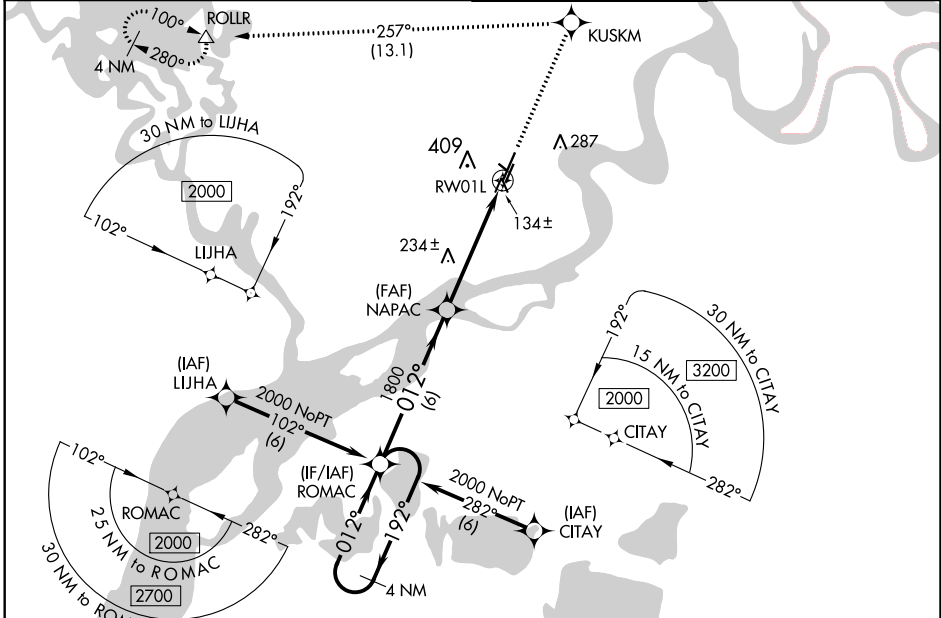 100°
ROLLR
280°
4 NM
257°
(13.1)
KUSKM
30 NM to LIJHA
2000
192°
102°
LIJHA
409
287
RW01L
134±
234±
(FAF)
NAPAC
1800
012°
(6)
(IAF)
LIJHA
2000 NoPT
102°
(6)
(IF/IAF)
ROMAC
012°
192°
4 NM
2000 NoPT
282°
(6)
(IAF)
CITAY
192°
30 NM to CITAY
3200
15 NM to CITAY
2000
CITAY
282°
102°
ROMAC
282°
25 NM to ROMAC
2000
2700
30 NM to